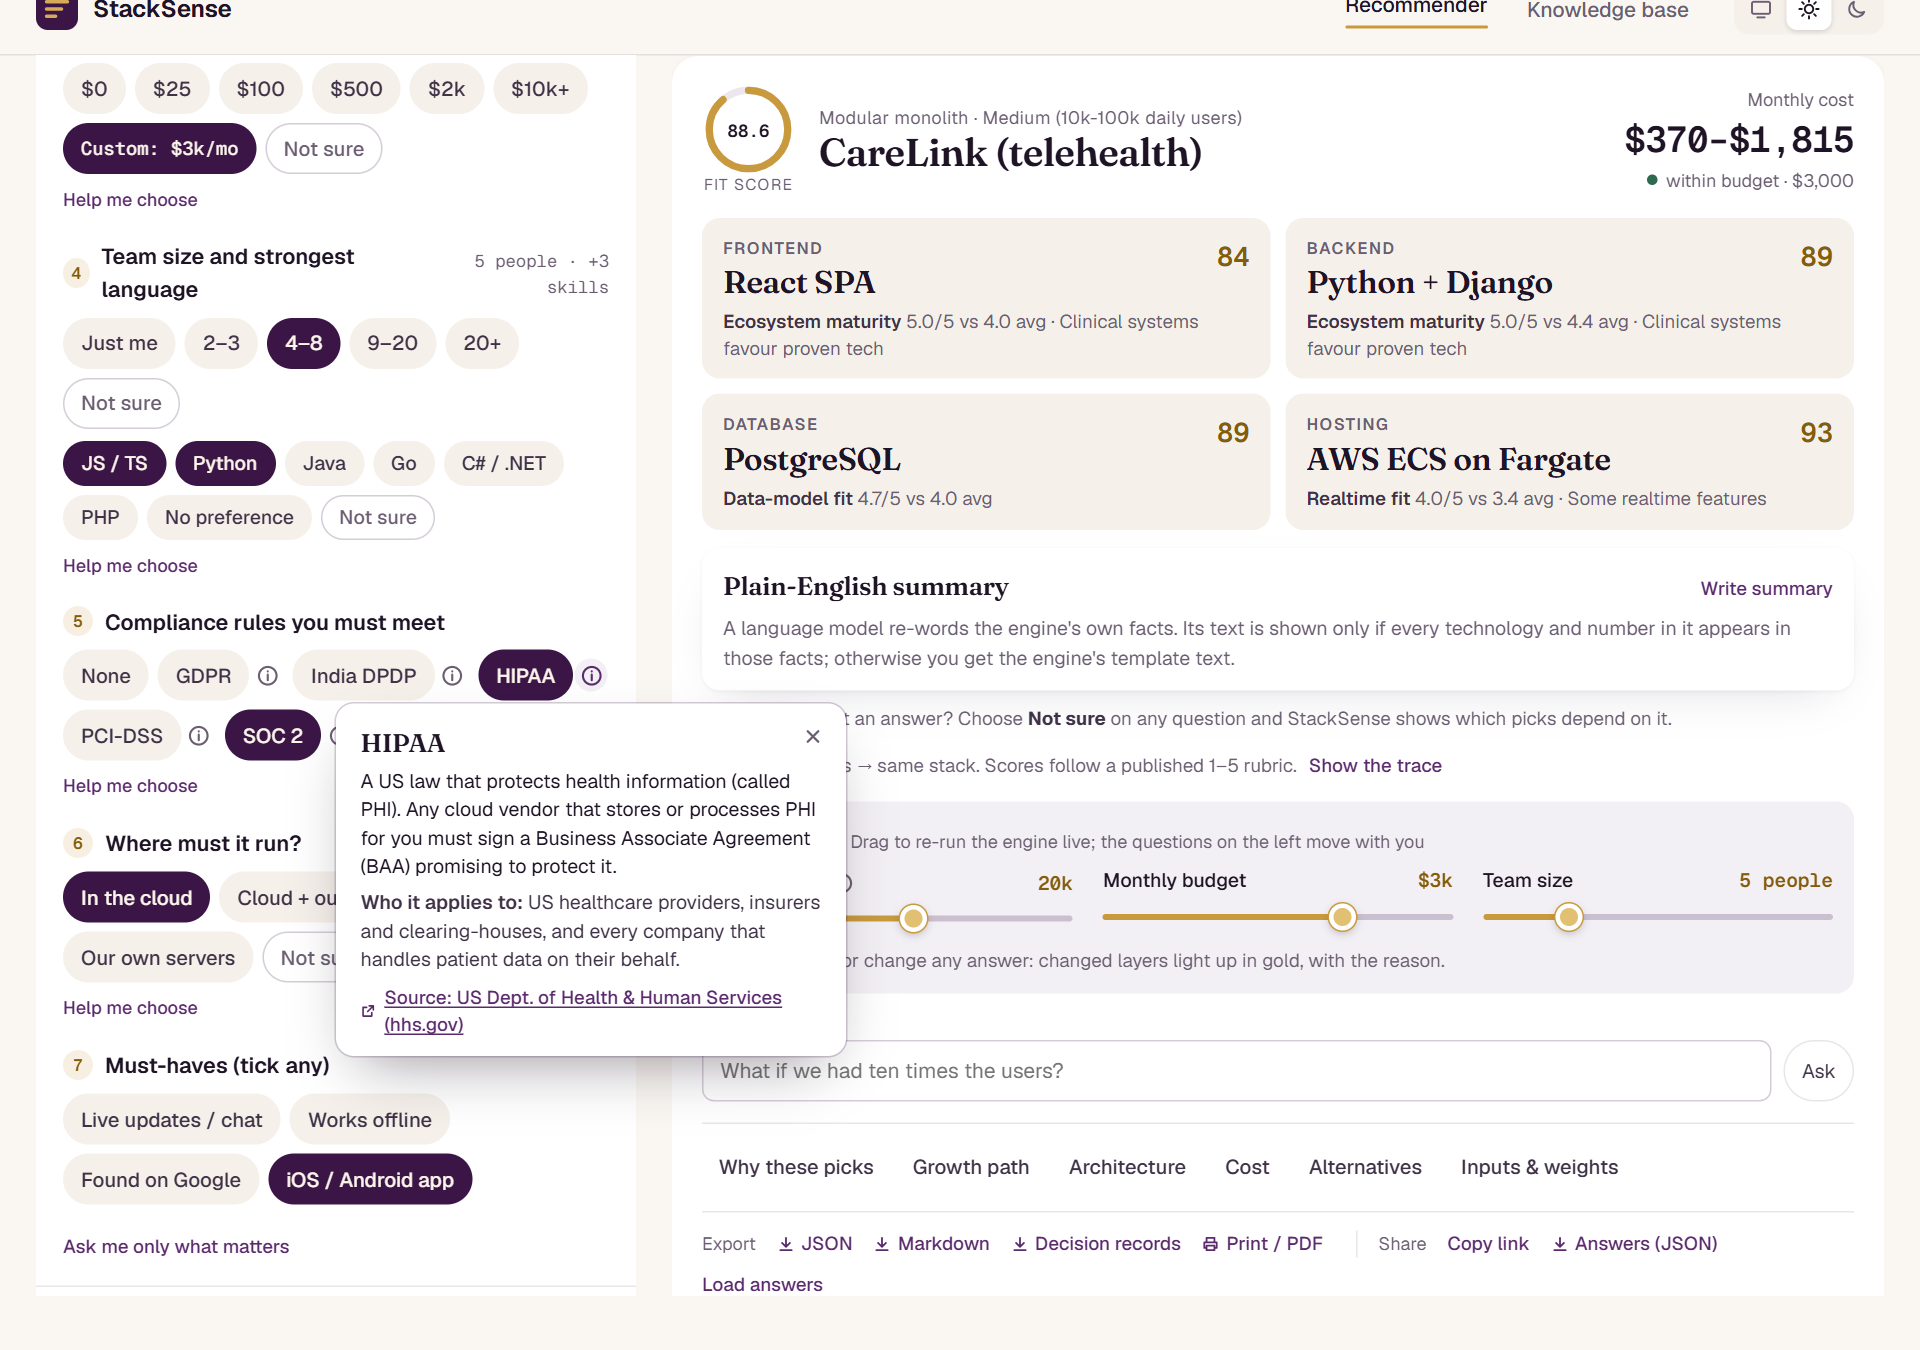 StackSense
Recommender
Knowledge base
$0
$25
$100
$500
$2k
$10k+
Custom: $3k/mo
Not sure
Help me choose
4
Team size and strongest
language
5 people · +3
skills
Just me
2–3
4–8
9–20
20+
Not sure
JS / TS
Python
Java
Go
C# / .NET
PHP
No preference
Not sure
Help me choose
5
Compliance rules you must meet
None
GDPR
India DPDP
HIPAA
PCI-DSS
SOC 2
Help me choose
6
Where must it run?
In the cloud
Cloud + ou
Our own servers
Not su
Help me choose
7
Must-haves (tick any)
Live updates / chat
Works offline
Found on Google
iOS / Android app
Ask me only what matters
HIPAA
A US law that protects health information (called
PHI). Any cloud vendor that stores or processes PHI
for you must sign a Business Associate Agreement
(BAA) promising to protect it.
Who it applies to: US healthcare providers, insurers
and clearing-houses, and every company that
handles patient data on their behalf.
Source: US Dept. of Health & Human Services
(hhs.gov)
88.6
FIT SCORE
Modular monolith · Medium (10k-100k daily users)
CareLink (telehealth)
Monthly cost
$370–$1,815
within budget · $3,000
FRONTEND
84
React SPA
Ecosystem maturity 5.0/5 vs 4.0 avg · Clinical systems
favour proven tech
BACKEND
89
Python + Django
Ecosystem maturity 5.0/5 vs 4.4 avg · Clinical systems
favour proven tech
DATABASE
89
PostgreSQL
Data-model fit 4.7/5 vs 4.0 avg
HOSTING
93
AWS ECS on Fargate
Realtime fit 4.0/5 vs 3.4 avg · Some realtime features
Plain-English summary
Write summary
A language model re-words the engine's own facts. Its text is shown only if every technology and number in it appears in
those facts; otherwise you get the engine's template text.
t an answer? Choose Not sure on any question and StackSense shows which picks depend on it.
s → same stack. Scores follow a published 1–5 rubric. Show the trace
Drag to re-run the engine live; the questions on the left move with you
20k
Monthly budget
$3k
Team size
5 people
or change any answer: changed layers light up in gold, with the reason.
What if we had ten times the users?
Ask
Why these picks
Growth path
Architecture
Cost
Alternatives
Inputs & weights
Export
JSON
Markdown
Decision records
Print / PDF
Share
Copy link
Answers (JSON)
Load answers